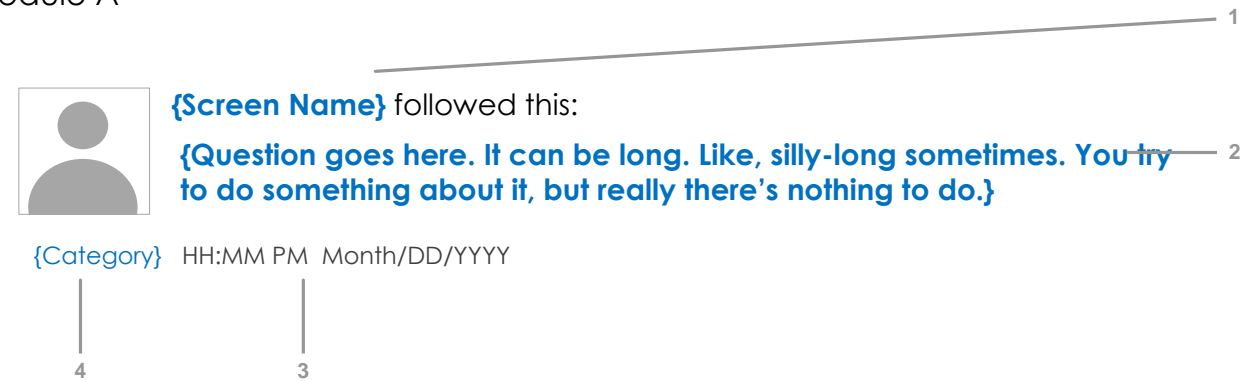 1
{Screen Name} followed this:
{Question goes here. It can be long. Like, silly-long sometimes. You try 2
to do something about it, but really there’s nothing to do.}
{Category} HH:MM PM Month/DD/YYYY
4 3